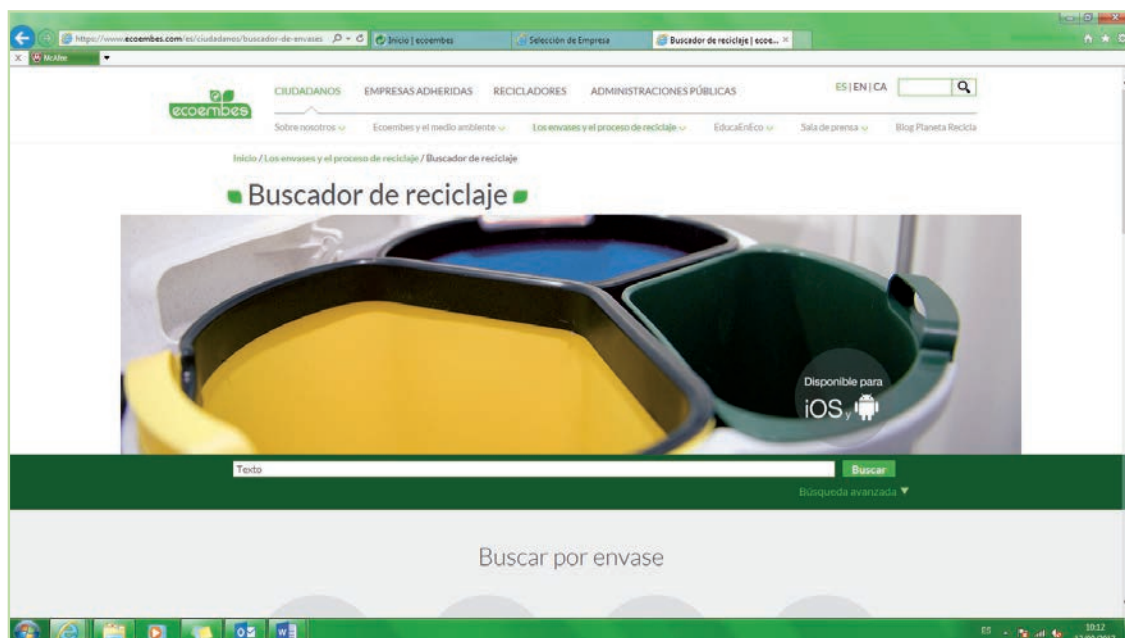 https://www.ecoembes.com/es/ciudadanos/buscador-de-envases
Inicio | ecoembes
Selección de Empresa
Buscador de reciclaje | ecoe...
X McAfee
ecoembes
CIUDADANOS EMPRESAS ADHERIDAS RECICLADORES ADMINISTRACIONES PÚBLICAS ES|EN|CA
Sobre nosotros Ecoembes y el medio ambiente Los envases y el proceso de reciclaje EducaEnEco Sala de prensa Blog Planeta Recicla
Inicio / Los envases y el proceso de reciclaje / Buscador de reciclaje
Buscador de reciclaje
Disponible para
iOS y
Texto
Buscar
Búsqueda avanzada ▼
Buscar por envase
ES
10:12